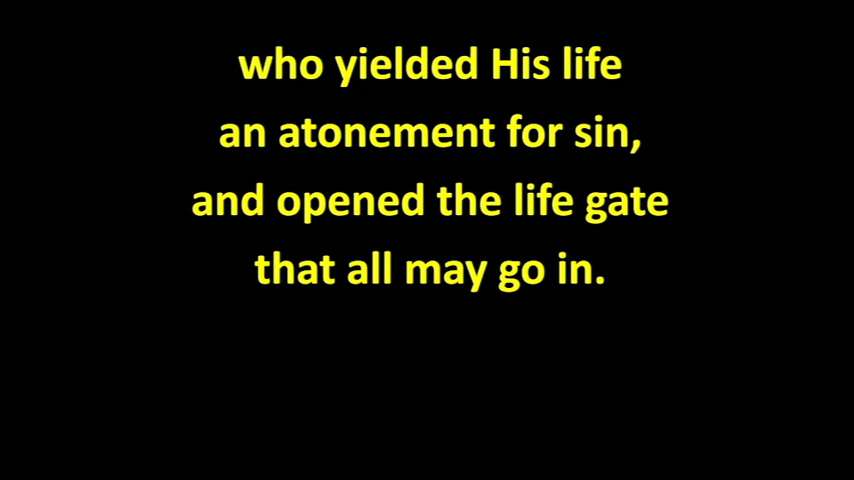 who yielded His life
an atonement for sin,
and opened the life gate
that all may go in.